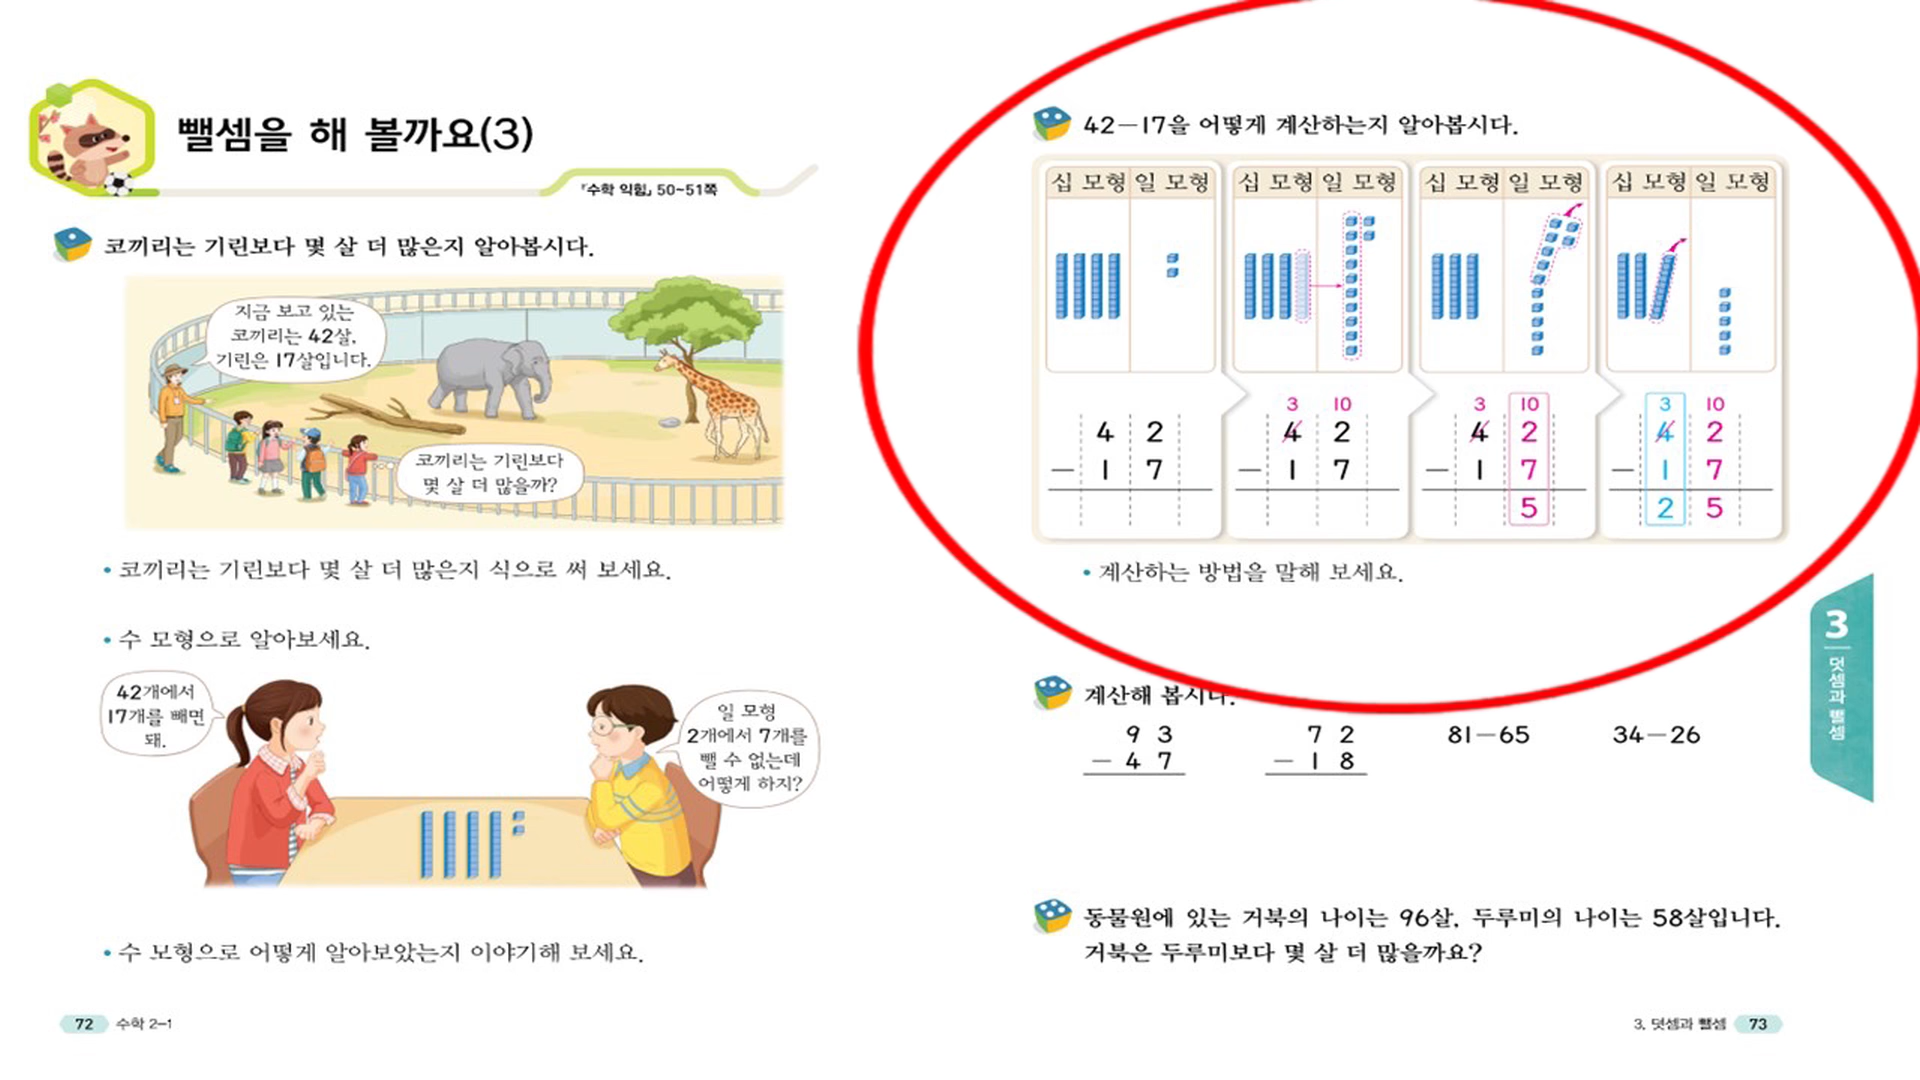 뺄셈을 해 볼까요(3)
『수학 익힘』 50~51쪽
코끼리는 기린보다 몇 살 더 많은지 알아봅시다.
지금 보고 있는
코끼리는 42살,
기린은 17살입니다.
코끼리는 기린보다
몇 살 더 많을까?
• 코끼리는 기린보다 몇 살 더 많은지 식으로 써 보세요.
• 수 모형으로 알아보세요.
42개에서
17개를 빼면
돼.
일 모형
2개에서 7개를
뺄 수 없는데
어떻게 하지?
• 수 모형으로 어떻게 알아보았는지 이야기해 보세요.
72 수학 2-1
42-17을 어떻게 계산하는지 알아봅시다.
십 모형 일 모형 십 모형 일 모형 십 모형 일 모형 십 모형 일 모형
3 10 3 10 3 10
4 2 4 2 4 2 4 2
- 1 7 - 1 7 - 1 7 - 1 7
5 2 5
• 계산하는 방법을 말해 보세요.
계산해 봅시다.
9 3 7 2 81-65 34-26
- 4 7 - 1 8
동물원에 있는 거북의 나이는 96살, 두루미의 나이는 58살입니다.
거북은 두루미보다 몇 살 더 많을까요?
3
덧셈과 뺄셈
3. 덧셈과 뺄셈 73